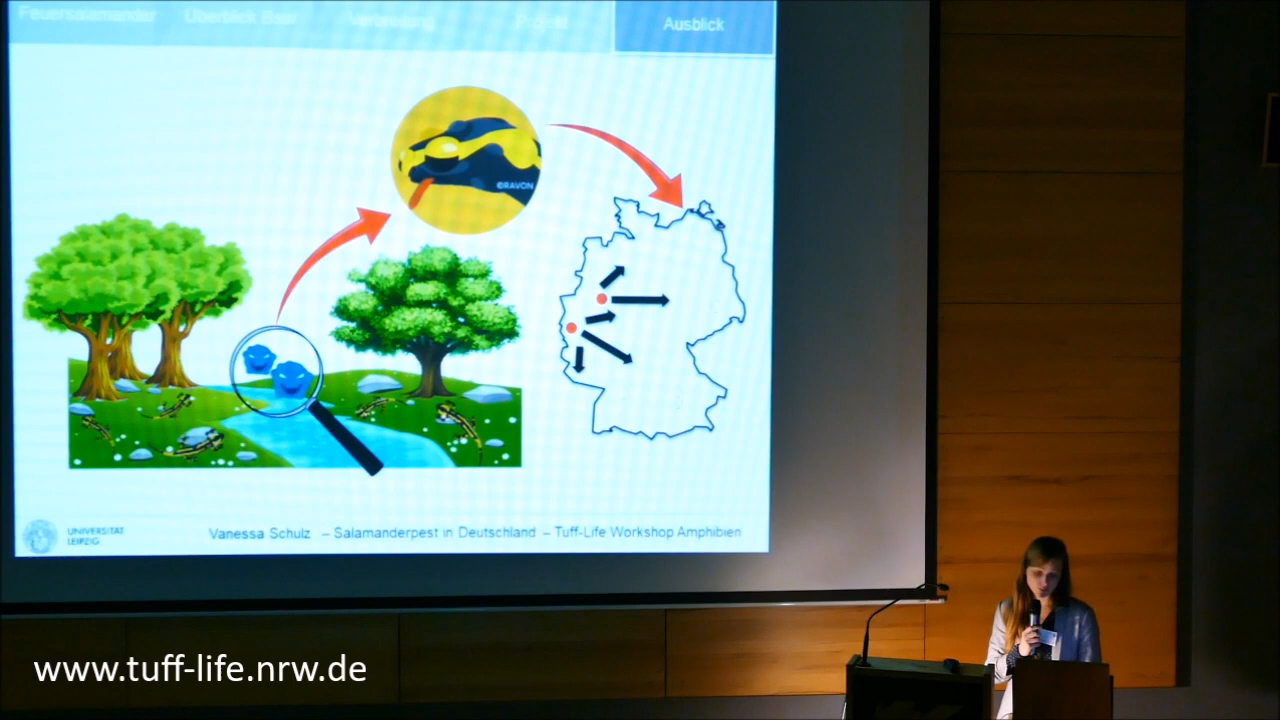 Feuersalamander Überblick Bsal Verbreitung Projekt Ausblick
©RAVON
UNIVERSITÄT
LEIPZIG
Vanessa Schulz – Salamanderpest in Deutschland – Tuff-Life Workshop Amphibien
www.tuff-life.nrw.de